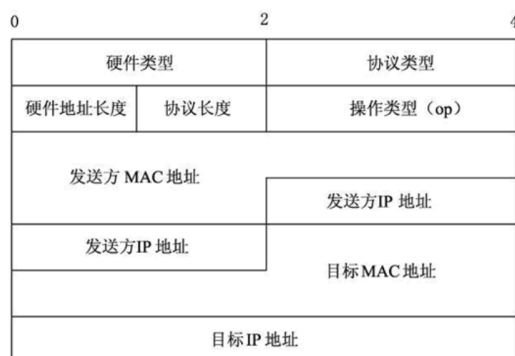 0 2 4
硬件类型 协议类型
硬件地址长度 协议长度 操作类型（op）
发送方 MAC 地址
发送方IP 地址
发送方IP 地址
目标MAC地址
目标IP 地址